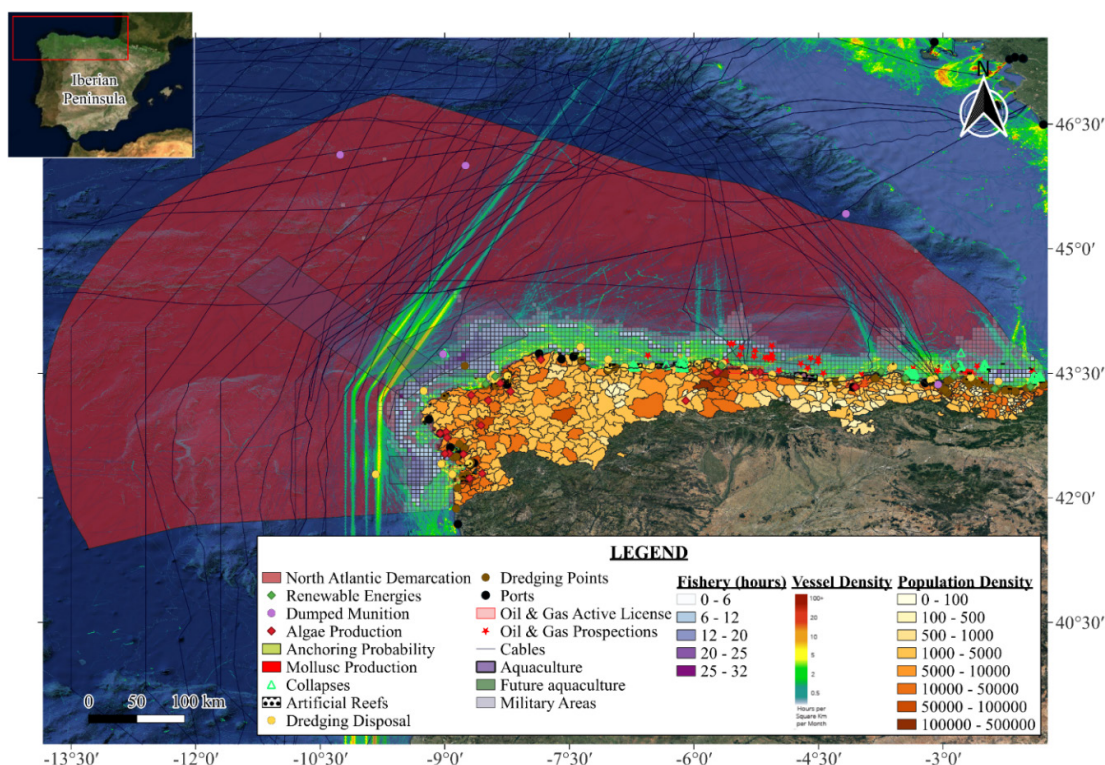 Iberian
Peninsula
N
46°30′
45°0′
43°30′
42°0′
40°30′
LEGEND
North Atlantic Demarcation
Renewable Energies
Dumped Munition
Algae Production
Anchoring Probability
Mollusc Production
Collapses
Artificial Reefs
Dredging Disposal
Dredging Points
Ports
Oil & Gas Active License
Oil & Gas Prospections
Cables
Aquaculture
Future aquaculture
Military Areas
Fishery (hours)
0 - 6
6 - 12
12 - 20
20 - 25
25 - 32
Vessel Density
100+
20
10
5
2
0.5
Hours per
Square Km
per Month
Population Density
0 - 100
100 - 500
500 - 1000
1000 - 5000
5000 - 10000
10000 - 50000
50000 - 100000
100000 - 500000
0 50 100 km
-13°30′ -12°0′ -10°30′ -9°0′ -7°30′ -6°0′ -4°30′ -3°0′